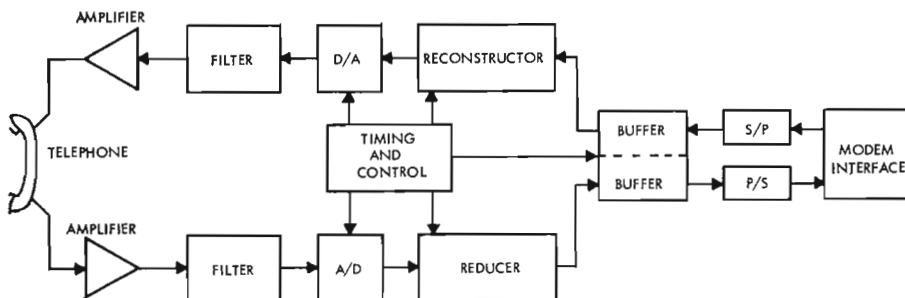 AMPLIFIER
FILTER
D/A
RECONSTRUCTOR
TELEPHONE
TIMING
AND
CONTROL
BUFFER
S/P
MODEM
INTERFACE
BUFFER
P/S
AMPLIFIER
FILTER
A/D
REDUCER